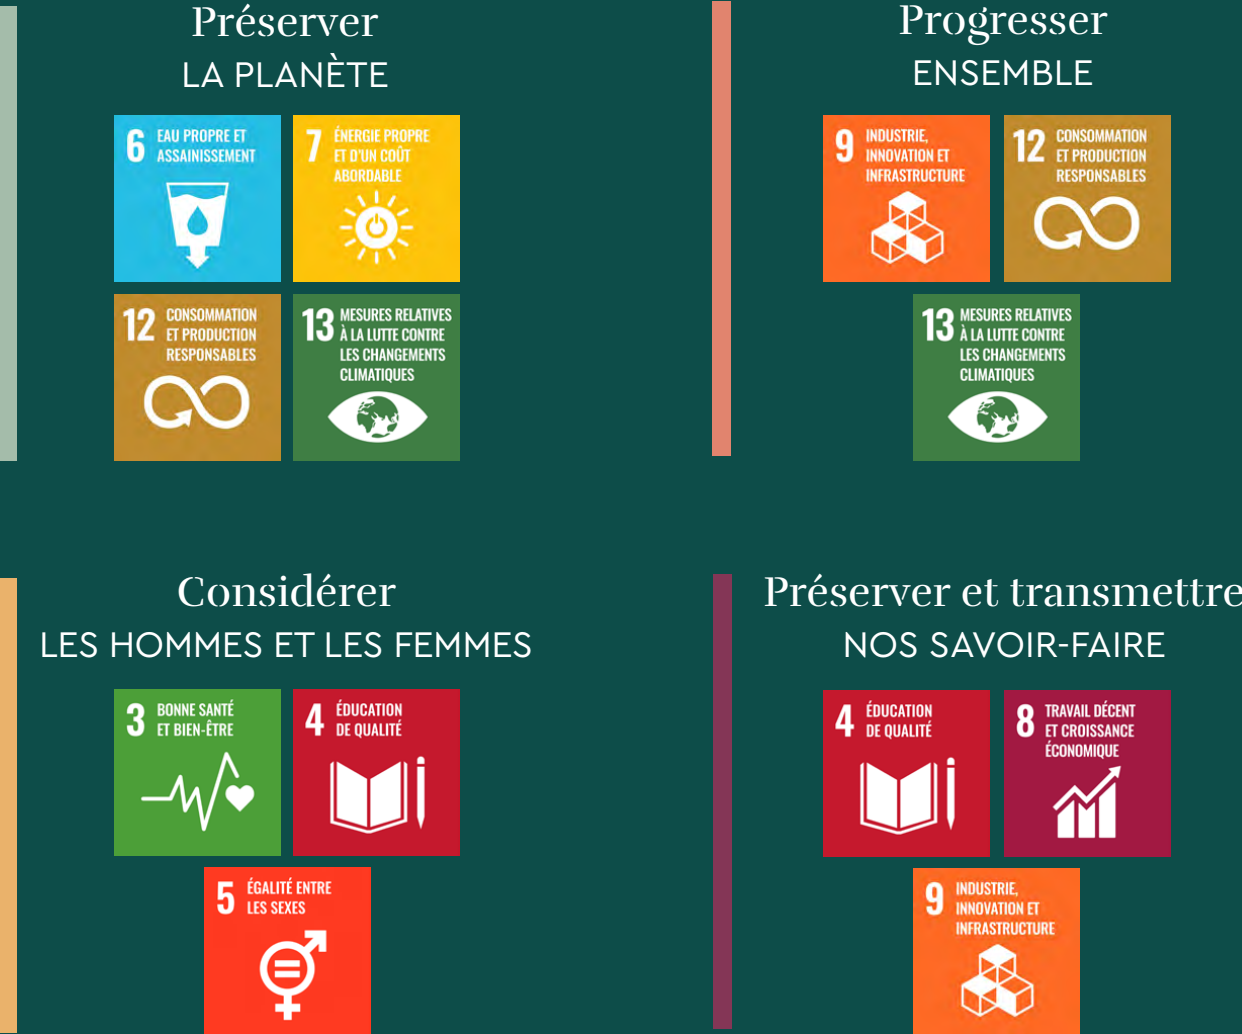 Préserver
LA PLANÈTE
6 EAU PROPRE ET
ASSAINISSEMENT
7 ÉNERGIE PROPRE
ET D'UN COÛT
ABORDABLE
12 CONSOMMATION
ET PRODUCTION
RESPONSABLES
13 MESURES RELATIVES
À LA LUTTE CONTRE
LES CHANGEMENTS
CLIMATIQUES
Progresser
ENSEMBLE
9 INDUSTRIE,
INNOVATION ET
INFRASTRUCTURE
12 CONSOMMATION
ET PRODUCTION
RESPONSABLES
13 MESURES RELATIVES
À LA LUTTE CONTRE
LES CHANGEMENTS
CLIMATIQUES
Considérer
LES HOMMES ET LES FEMMES
3 BONNE SANTÉ
ET BIEN-ÊTRE
4 ÉDUCATION
DE QUALITÉ
5 ÉGALITÉ ENTRE
LES SEXES
Préserver et transmettre
NOS SAVOIR-FAIRE
4 ÉDUCATION
DE QUALITÉ
8 TRAVAIL DÉCENT
ET CROISSANCE
ÉCONOMIQUE
9 INDUSTRIE,
INNOVATION ET
INFRASTRUCTURE